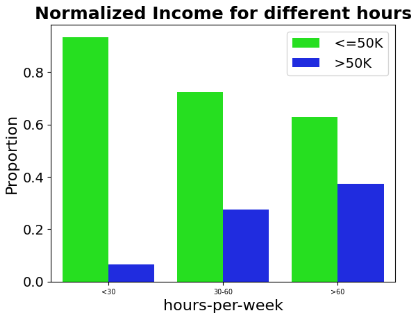 Normalized Income for different hours
<=50K
>50K
Proportion
0.8
0.6
0.4
0.2
0.0
<30
30-60
>60
hours-per-week